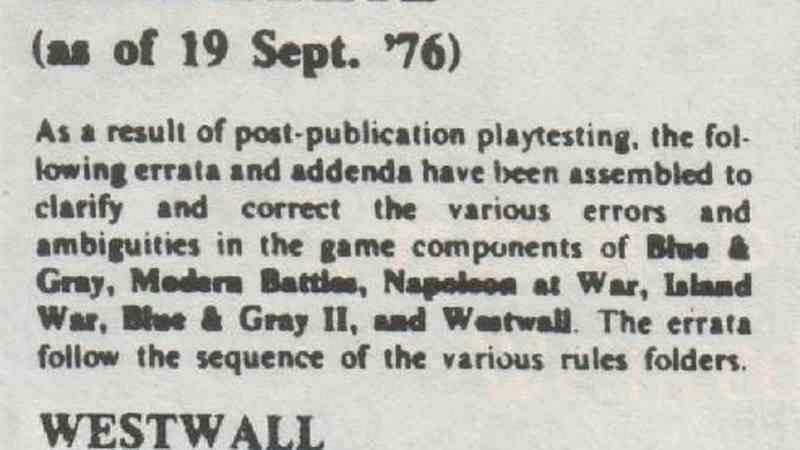 (as of 19 Sept. '76)
As a result of post-publication playtesting, the fol-
lowing errata and addenda have been assembled to
clarify and correct the various errors and
ambiguities in the game components of Blue &
Gray, Modern Battles, Napoleon at War, Island
War, Blue & Gray II, and Westwall. The errata
follow the sequence of the various rules folders.
WESTWALL